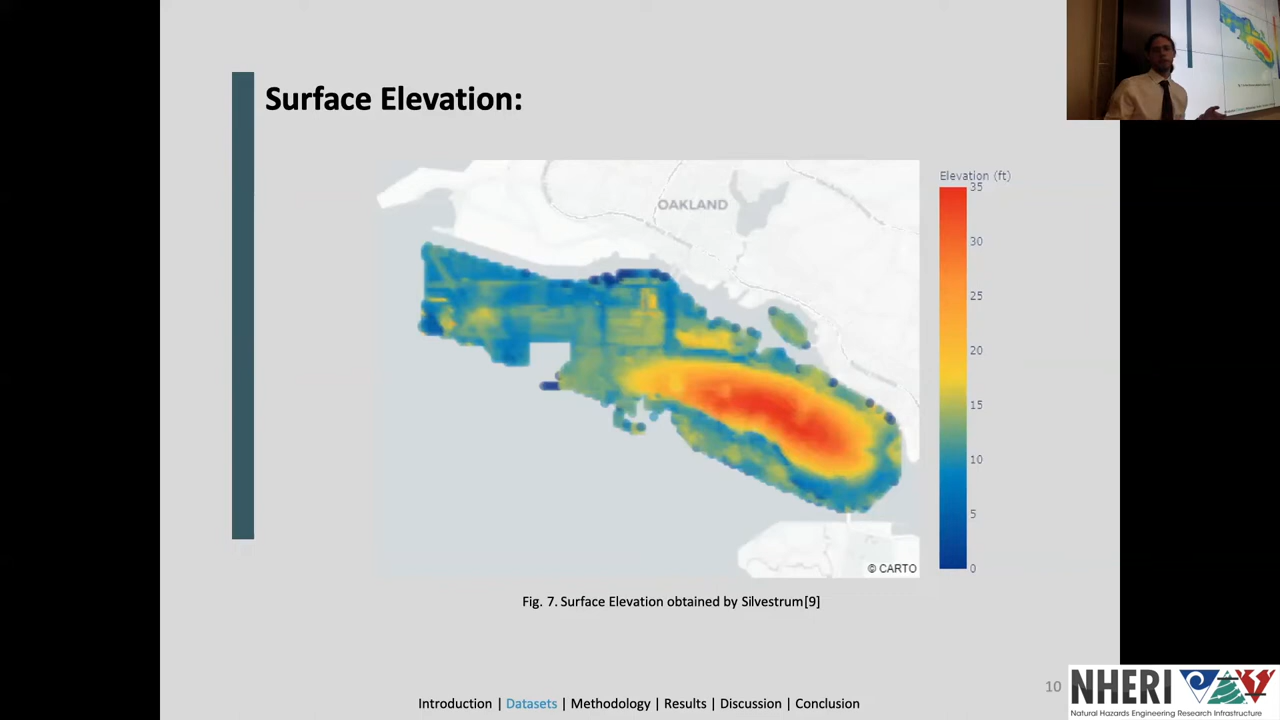 Surface Elevation:
OAKLAND
Elevation (ft)
35
30
25
20
15
10
5
0
© CARTO
Fig. 7. Surface Elevation obtained by Silvestrum[9]
Introduction | Datasets | Methodology | Results | Discussion | Conclusion
10
NHERI
Natural Hazards Engineering Research Infrastructure